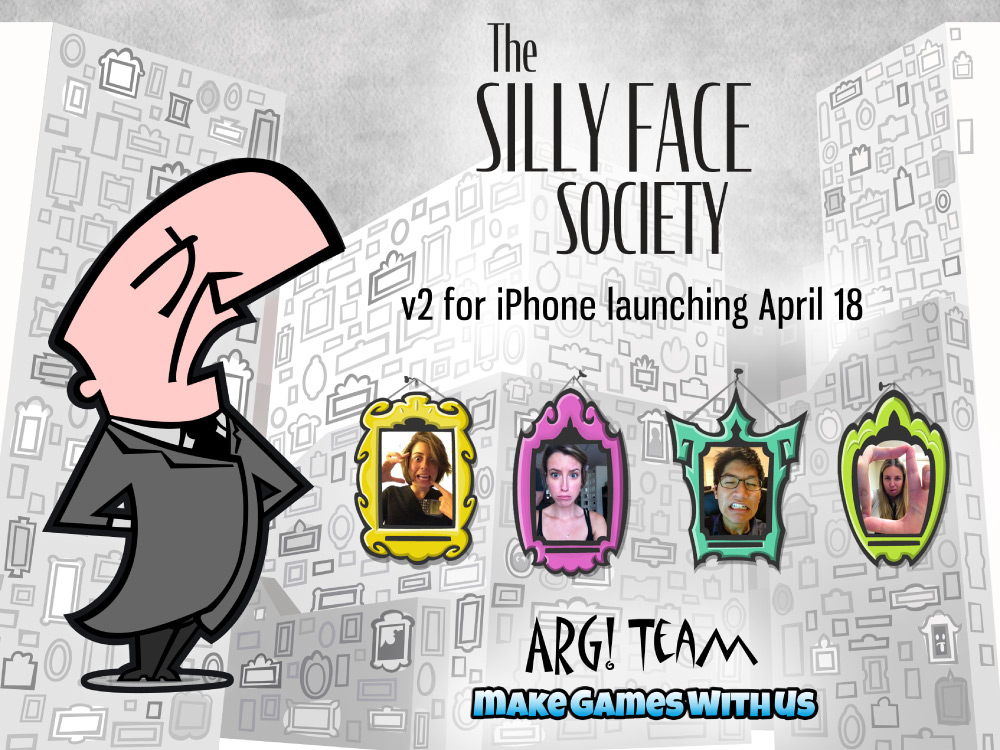 The
SILLY FACE
SOCIETY
v2 for iPhone launching April 18
ARG! TEAM
Make Games With Us